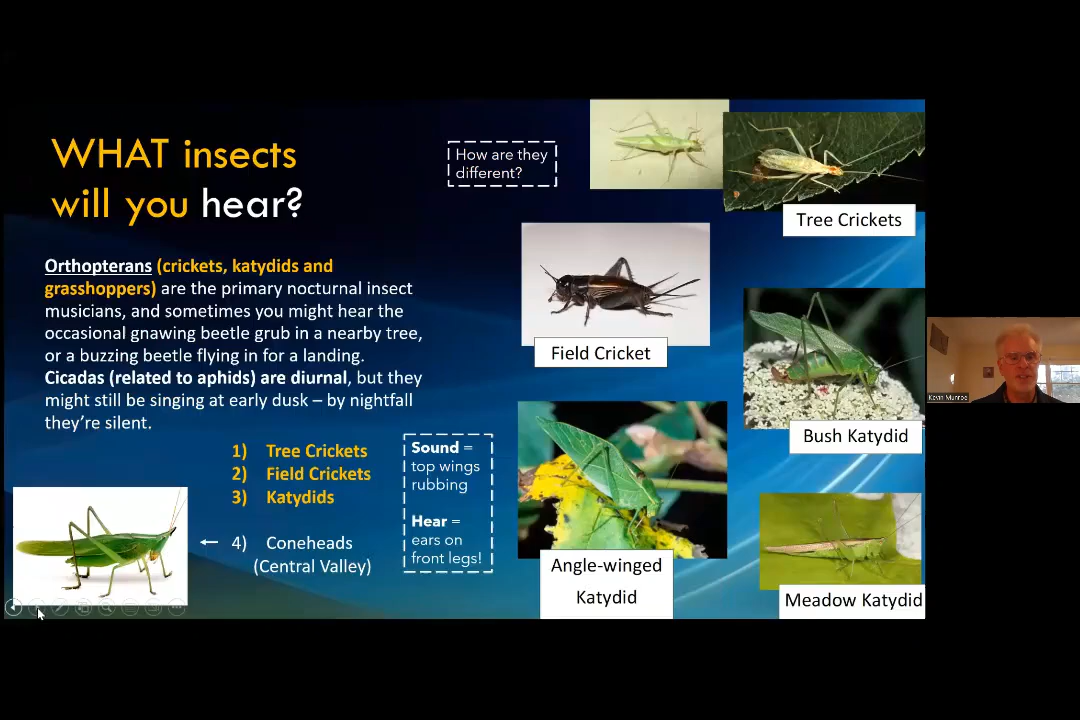 WHAT insects
will you hear?
How are they
different?
Orthopterans (crickets, katydids and
grasshoppers) are the primary nocturnal insect
musicians, and sometimes you might hear the
occasional gnawing beetle grub in a nearby tree,
or a buzzing beetle flying in for a landing.
Cicadas (related to aphids) are diurnal, but they
might still be singing at early dusk – by nightfall
they’re silent.
1) Tree Crickets
2) Field Crickets
3) Katydids
4) Coneheads
(Central Valley)
Sound =
top wings
rubbing
Hear =
ears on
front legs!
Tree Crickets
Field Cricket
Bush Katydid
Angle-winged
Katydid
Meadow Katydid
Kevin Munroe